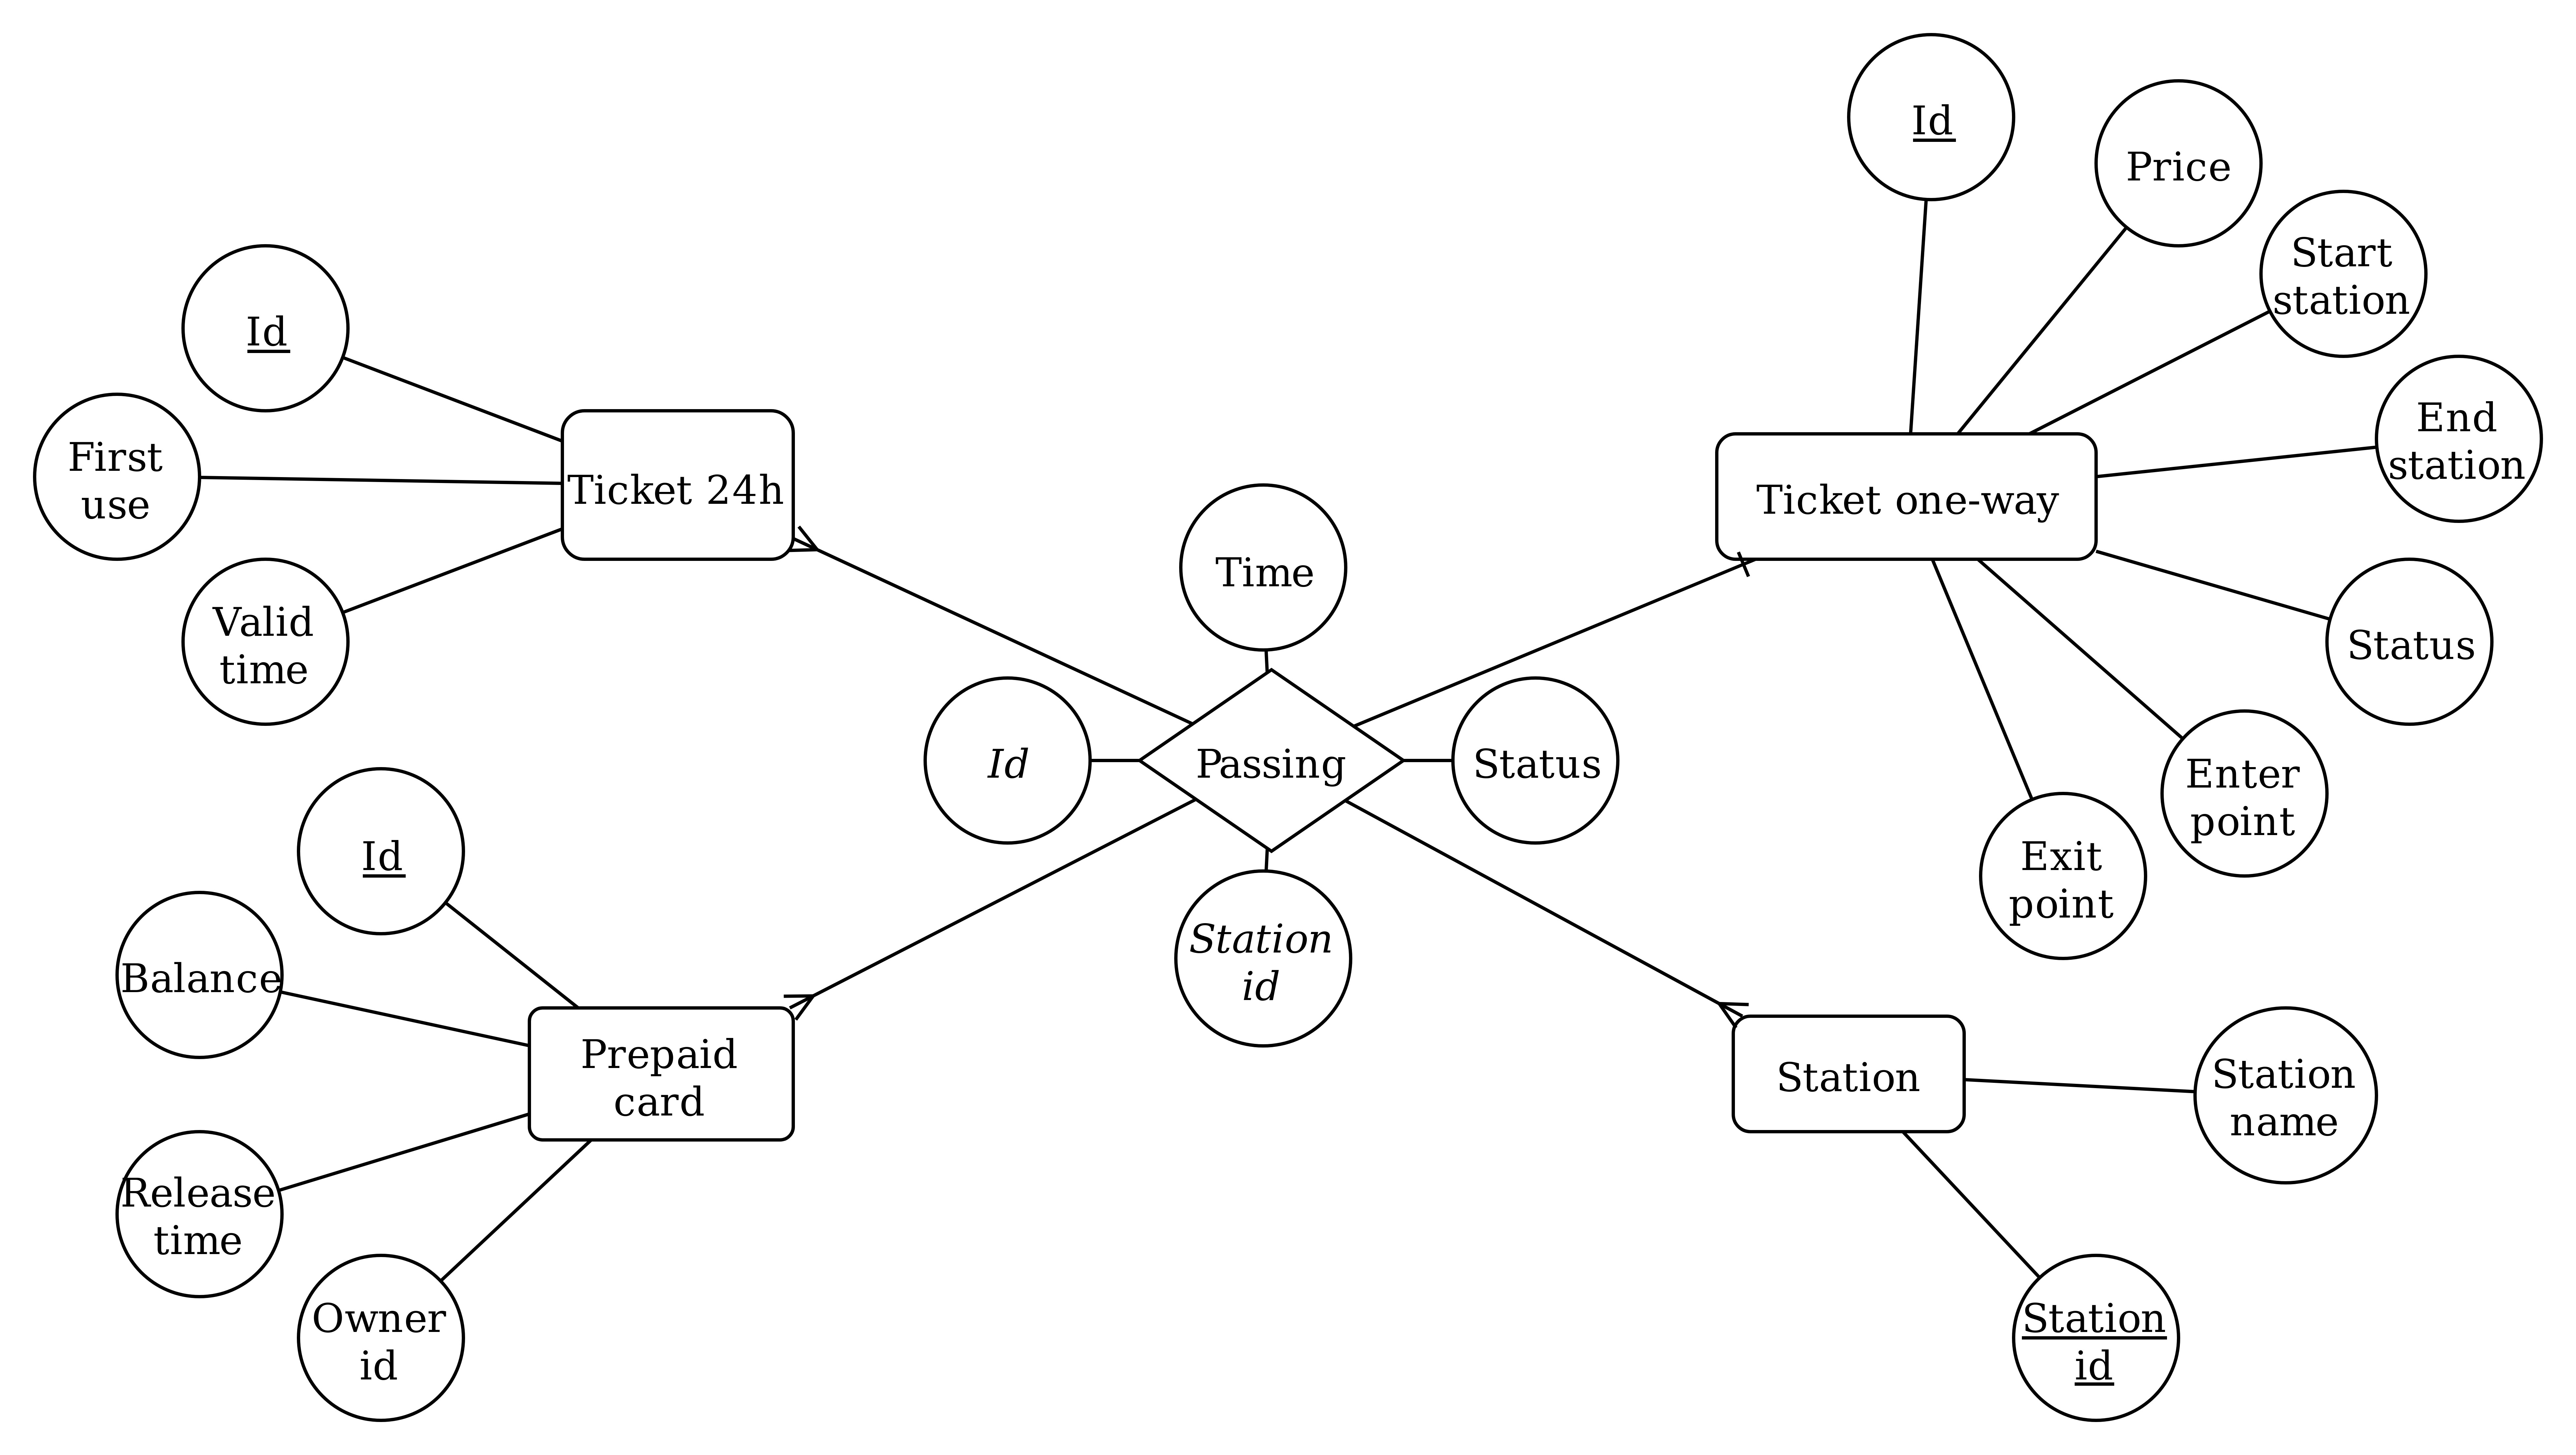 Id
Price
Start
station
End
station
Status
Enter
point
Exit
point
Ticket one-way
Id
First
use
Valid
time
Ticket 24h
Time
Id
Passing
Status
Station
id
Id
Balance
Release
time
Owner
id
Prepaid
card
Station
Station
name
Station
id